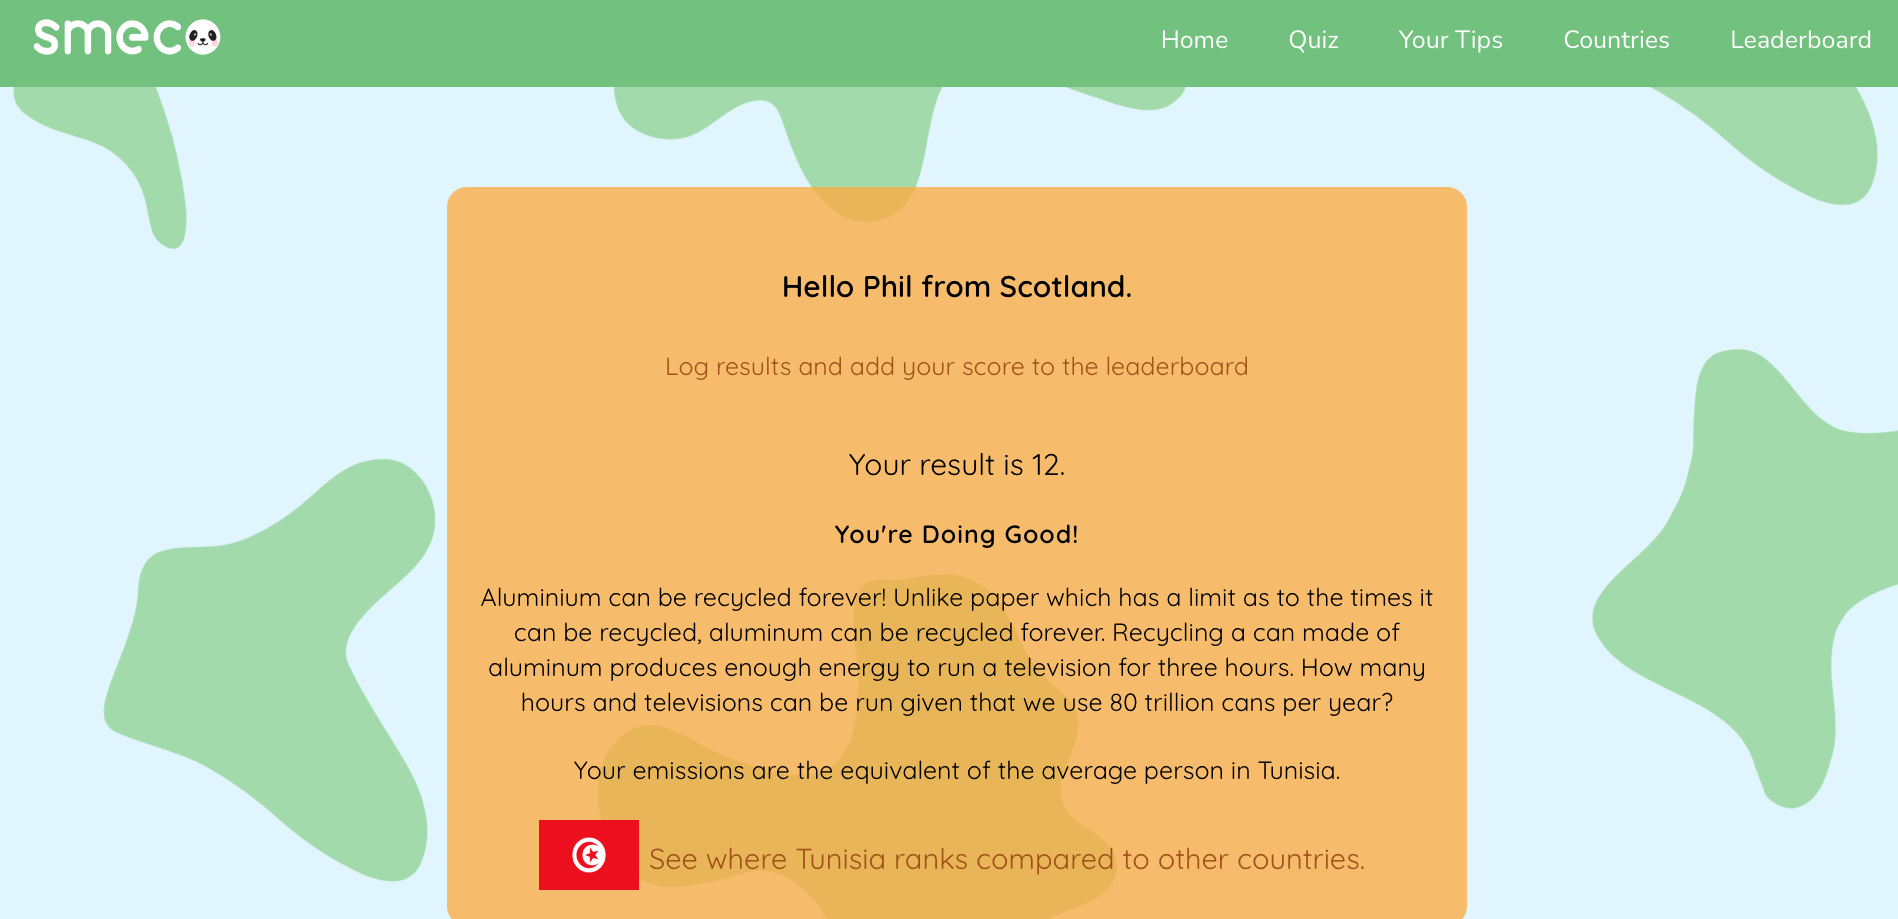 smeco
Home Quiz Your Tips Countries Leaderboard
Hello Phil from Scotland.
Log results and add your score to the leaderboard
Your result is 12.
You're Doing Good!
Aluminium can be recycled forever! Unlike paper which has a limit as to the times it
can be recycled, aluminum can be recycled forever. Recycling a can made of
aluminum produces enough energy to run a television for three hours. How many
hours and televisions can be run given that we use 80 trillion cans per year?
Your emissions are the equivalent of the average person in Tunisia.
See where Tunisia ranks compared to other countries.